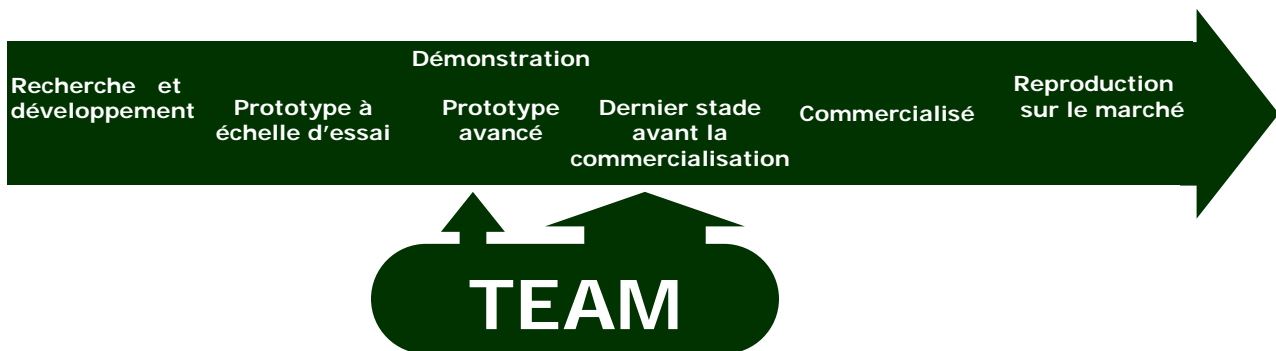 Recherche et
développement
Prototype à
échelle d'essai
Démonstration
Prototype
avancé
Dernier stade
avant la
commercialisation
Commercialisé
Reproduction
sur le marché
TEAM